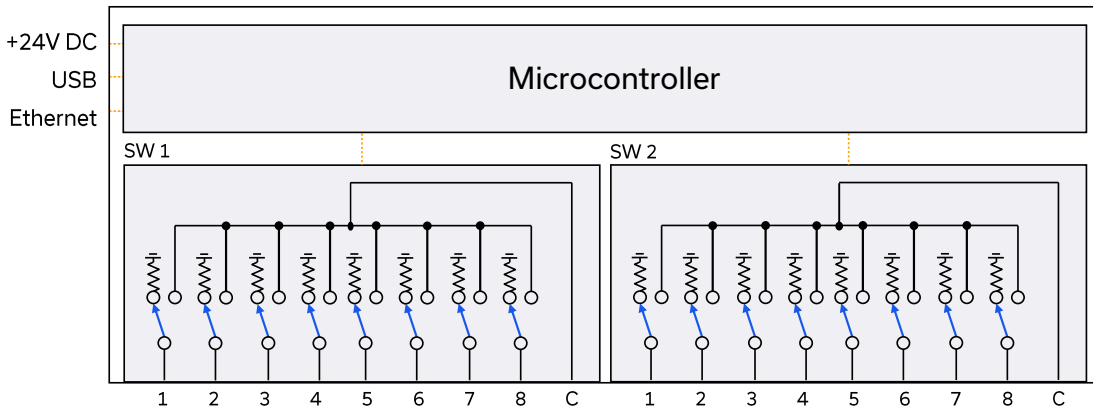 +24V DC
USB
Ethernet
Microcontroller
SW 1
SW 2
1 2 3 4 5 6 7 8 C
1 2 3 4 5 6 7 8 C